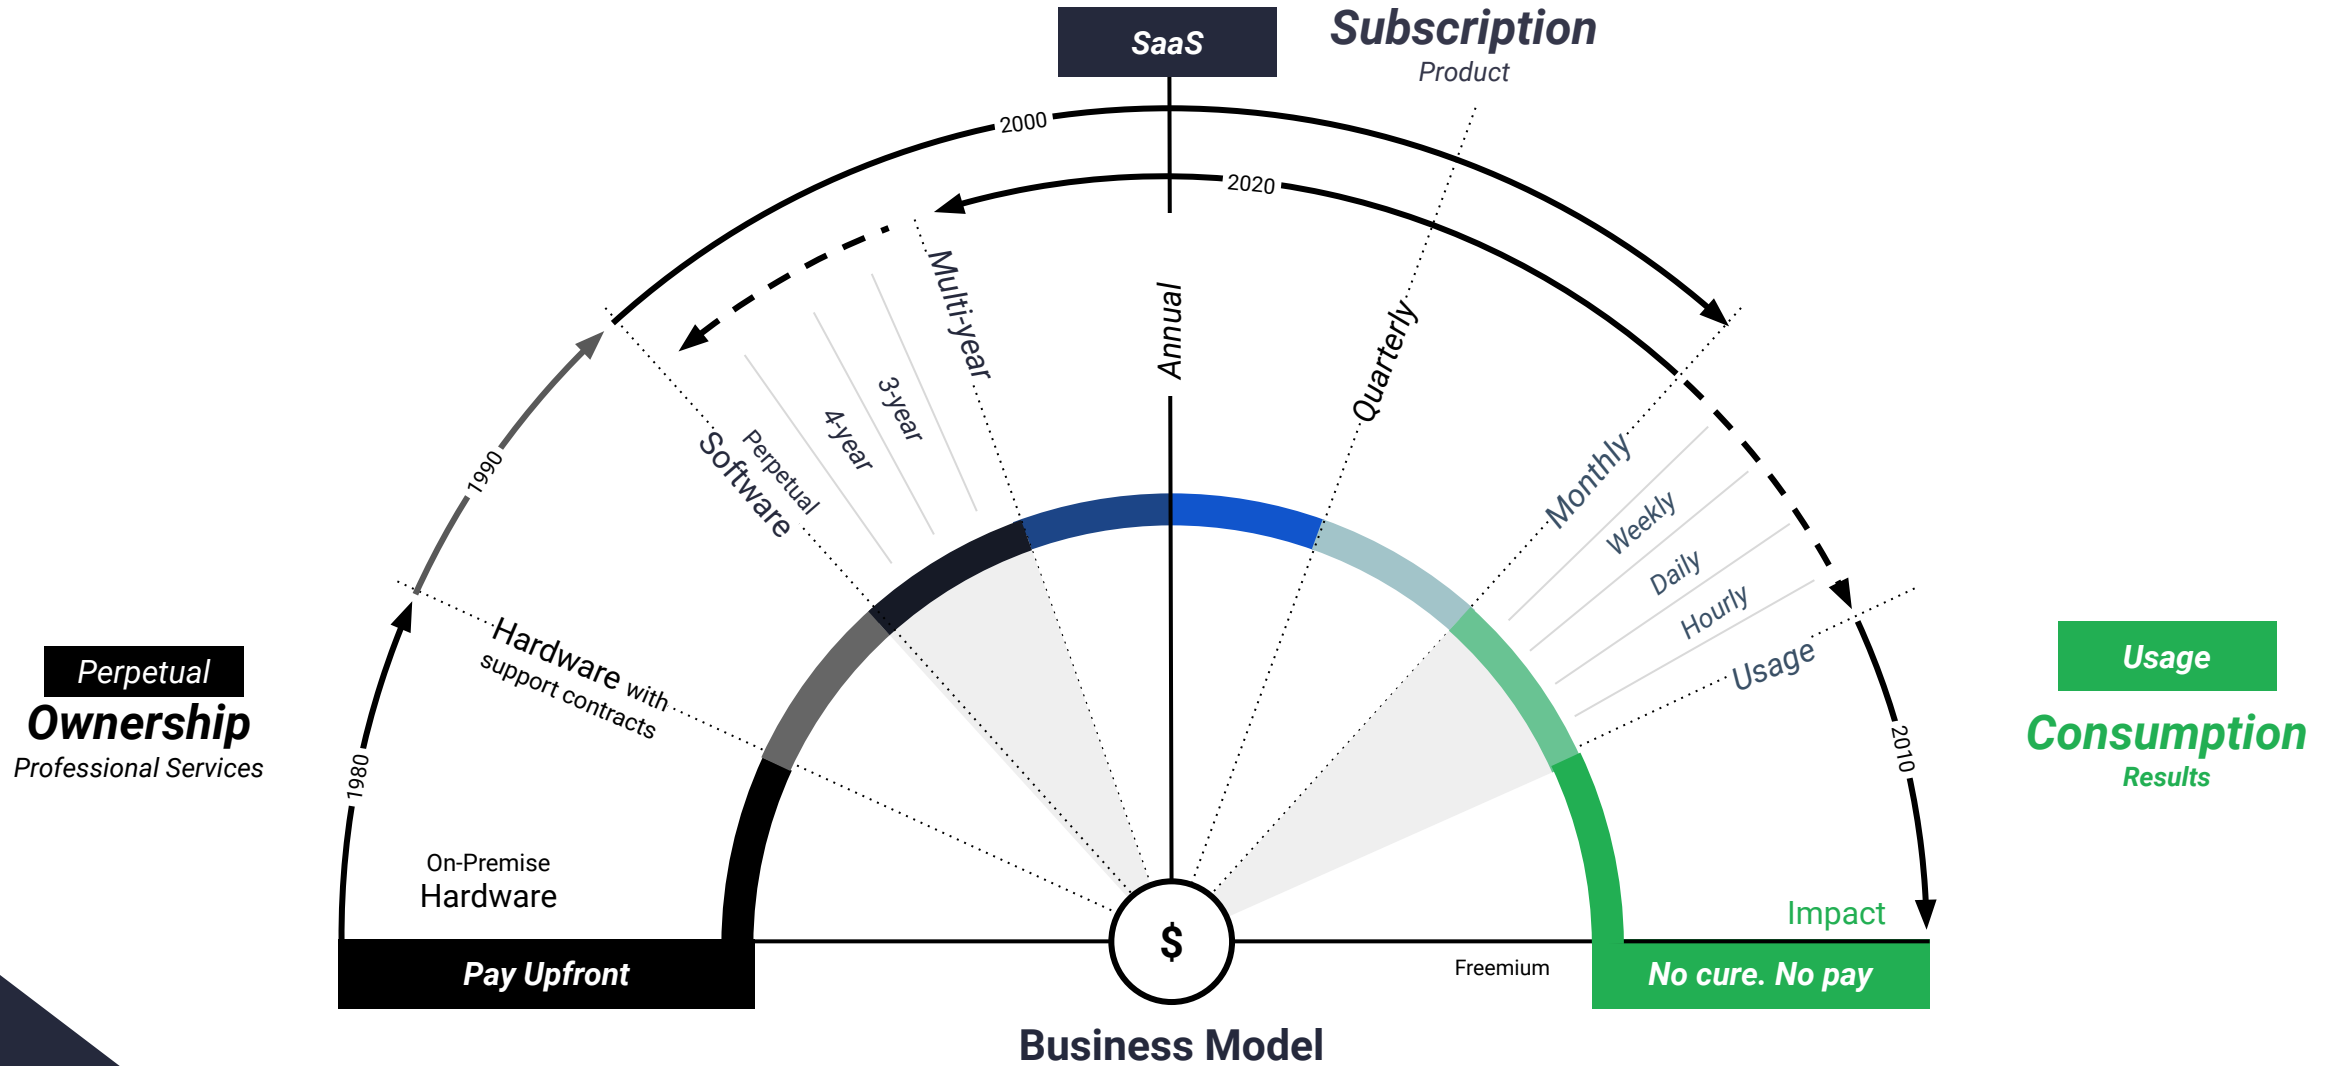 SaaS
Subscription
Product
2000
2020
Multi-year
Annual
Quarterly
3-year
4-year
Perpetual
Software
1990
Monthly
Weekly
Daily
Hourly
Usage
Hardware with
support contracts
Perpetual
Ownership
Professional Services
1980
Usage
Consumption
Results
2010
On-Premise
Hardware
Impact
Pay Upfront
$
Freemium
No cure. No pay
Business Model